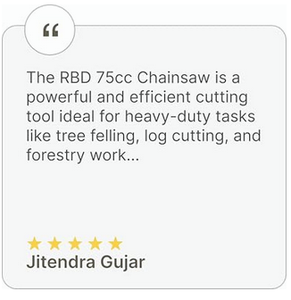 The RBD 75cc Chainsaw is a
powerful and efficient cutting
tool ideal for heavy-duty tasks
like tree felling, log cutting, and
forestry work...
Jitendra Gujar